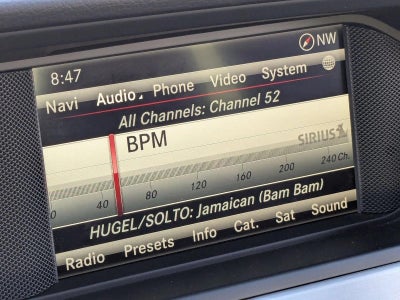 8:47 NW
Navi Audio Phone Video System
All Channels: Channel 52
BPM
SIRIUS
40 80 120 160 200 240 Ch.
HUGEL/SOLTO: Jamaican (Bam Bam)
Radio Presets Info Cat. Sat Sound